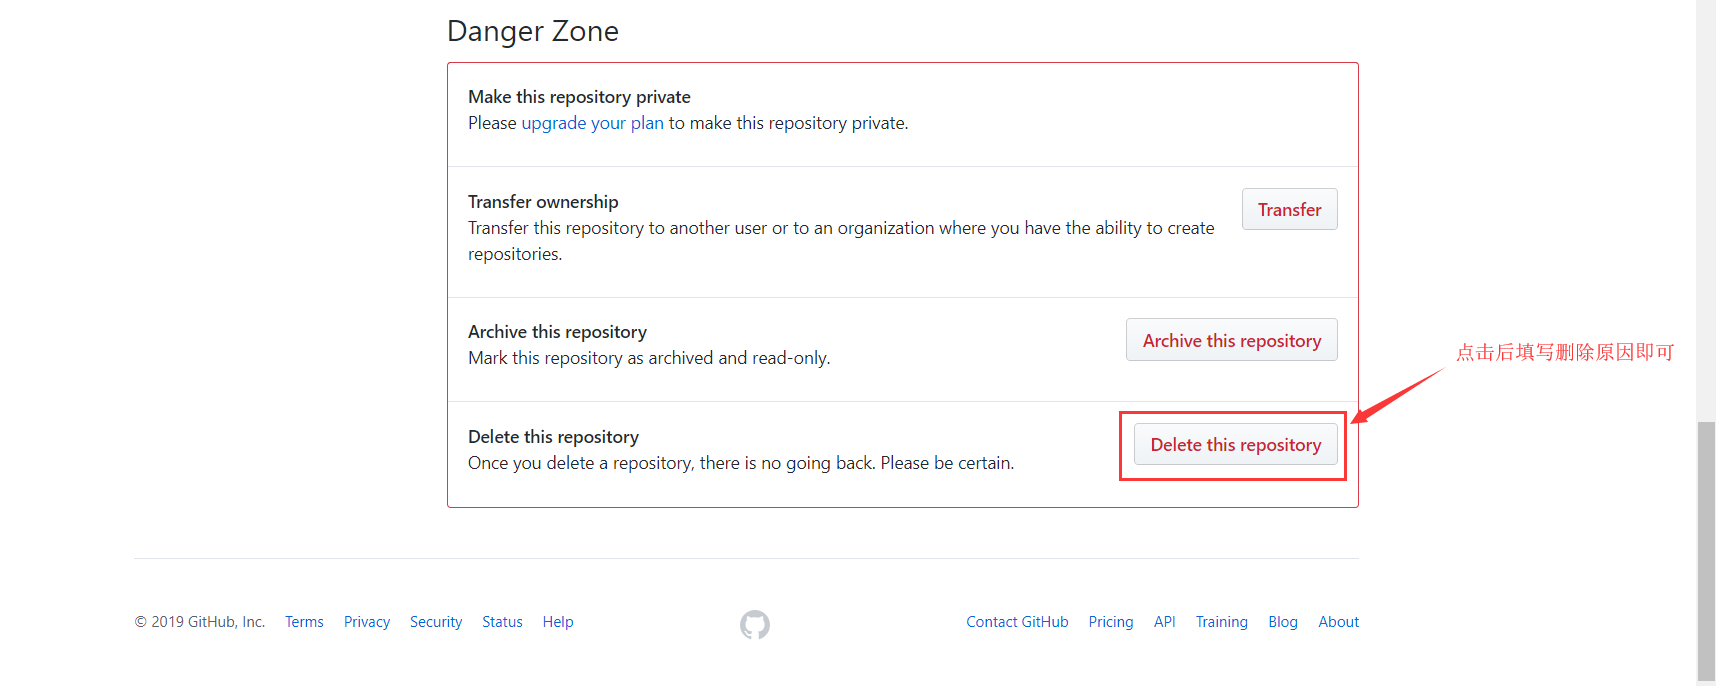 Danger Zone
Make this repository private
Please upgrade your plan to make this repository private.
Transfer ownership
Transfer this repository to another user or to an organization where you have the ability to create
repositories.
Transfer
Archive this repository
Mark this repository as archived and read-only.
Archive this repository
点击后填写删除原因即可
Delete this repository
Once you delete a repository, there is no going back. Please be certain.
Delete this repository
© 2019 GitHub, Inc. Terms Privacy Security Status Help Contact GitHub Pricing API Training Blog About